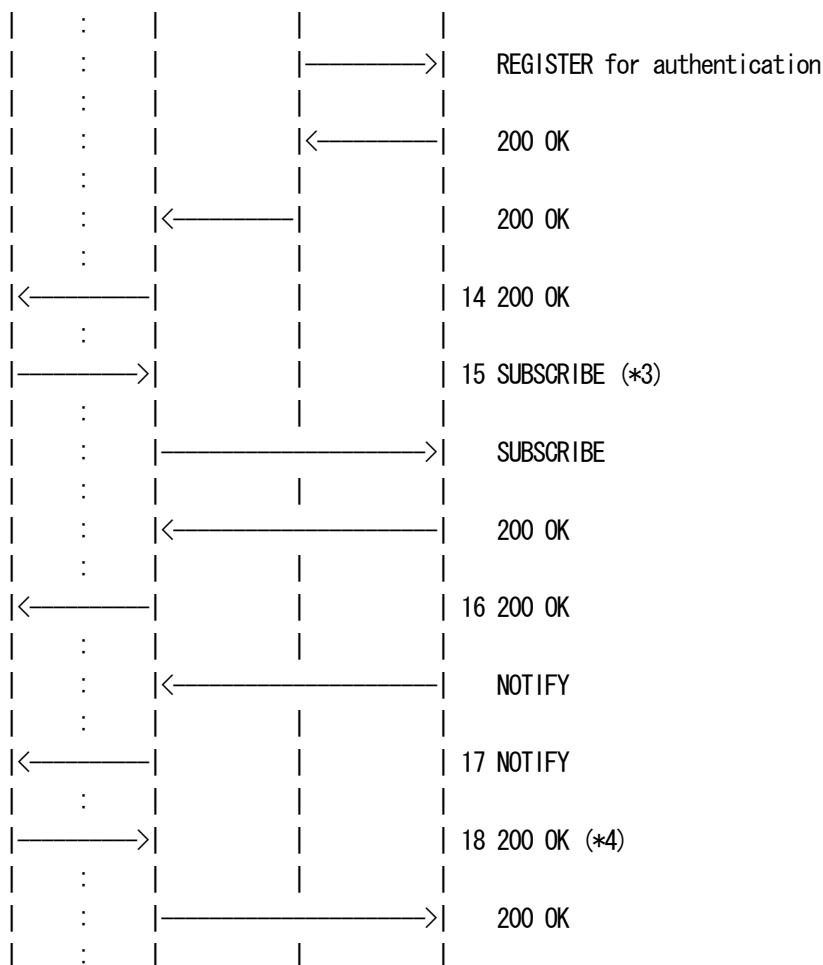 REGISTER for authentication
200 OK
200 OK
14 200 OK
15 SUBSCRIBE (*3)
SUBSCRIBE
200 OK
16 200 OK
NOTIFY
17 NOTIFY
18 200 OK (*4)
200 OK